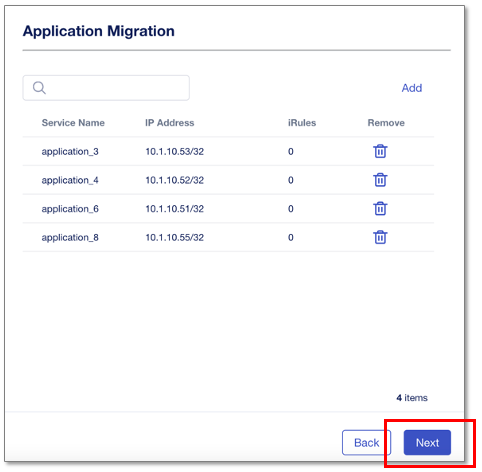 Application Migration
Add
Service Name IP Address iRules Remove
application_3 10.1.10.53/32 0
application_4 10.1.10.52/32 0
application_6 10.1.10.51/32 0
application_8 10.1.10.55/32 0
4 items
Back Next